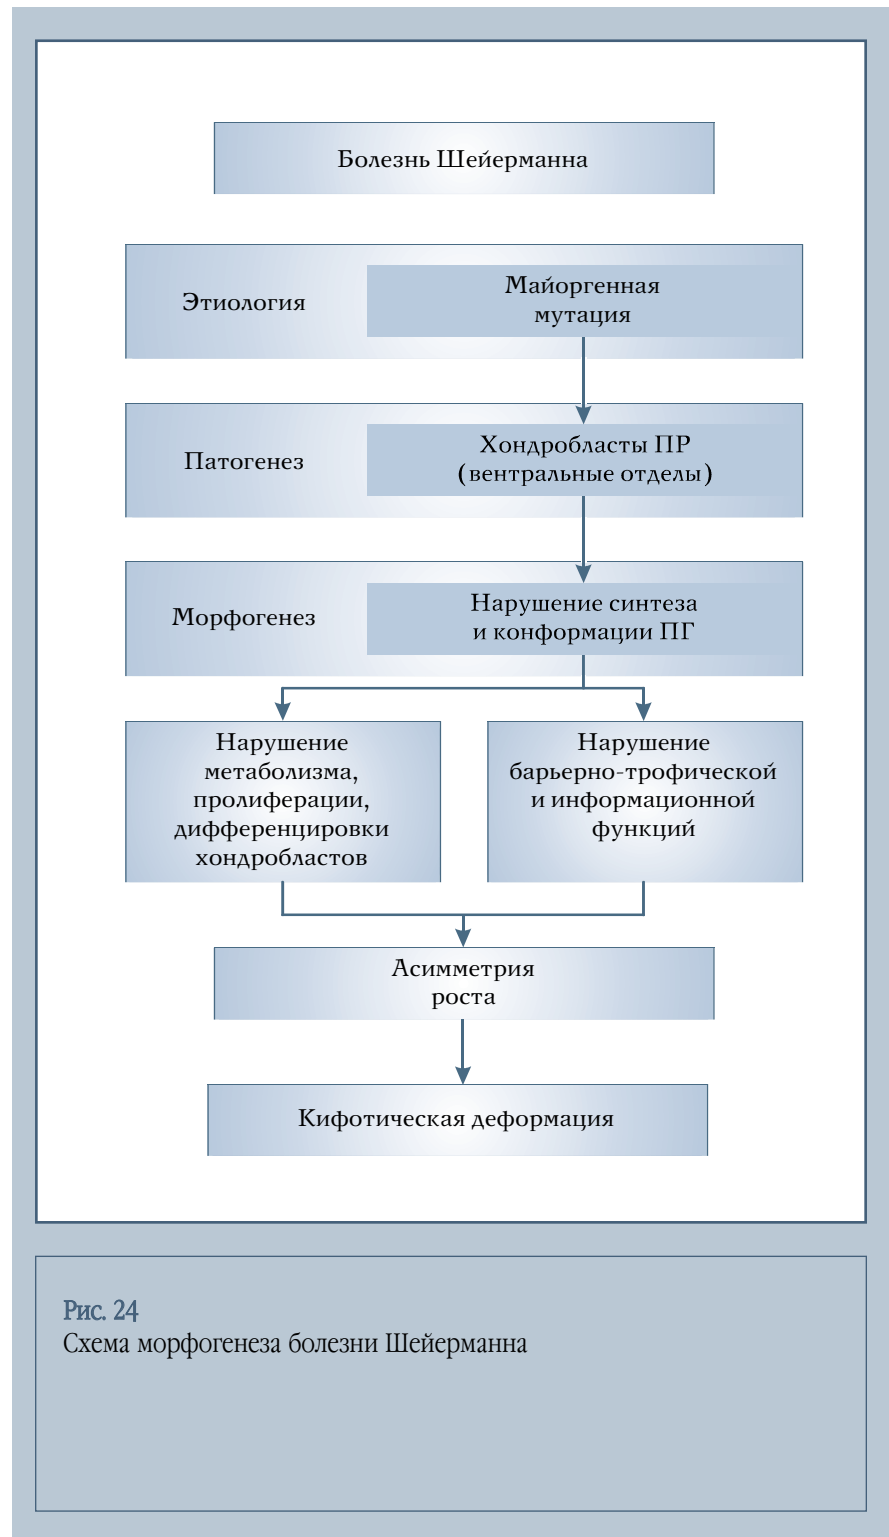 Болезнь Шейерманна
Этиология
Майоргенная
мутация
Патогенез
Хондробласты ПР
(вентральные отделы)
Морфогенез
Нарушение синтеза
и конформации ПГ
Нарушение
метаболизма,
пролиферации,
дифференцировки
хондробластов
Нарушение
барьерно-трофической
и информационной
функций
Асимметрия
роста
Кифотическая деформация
Рис. 24
Схема морфогенеза болезни Шейерманна